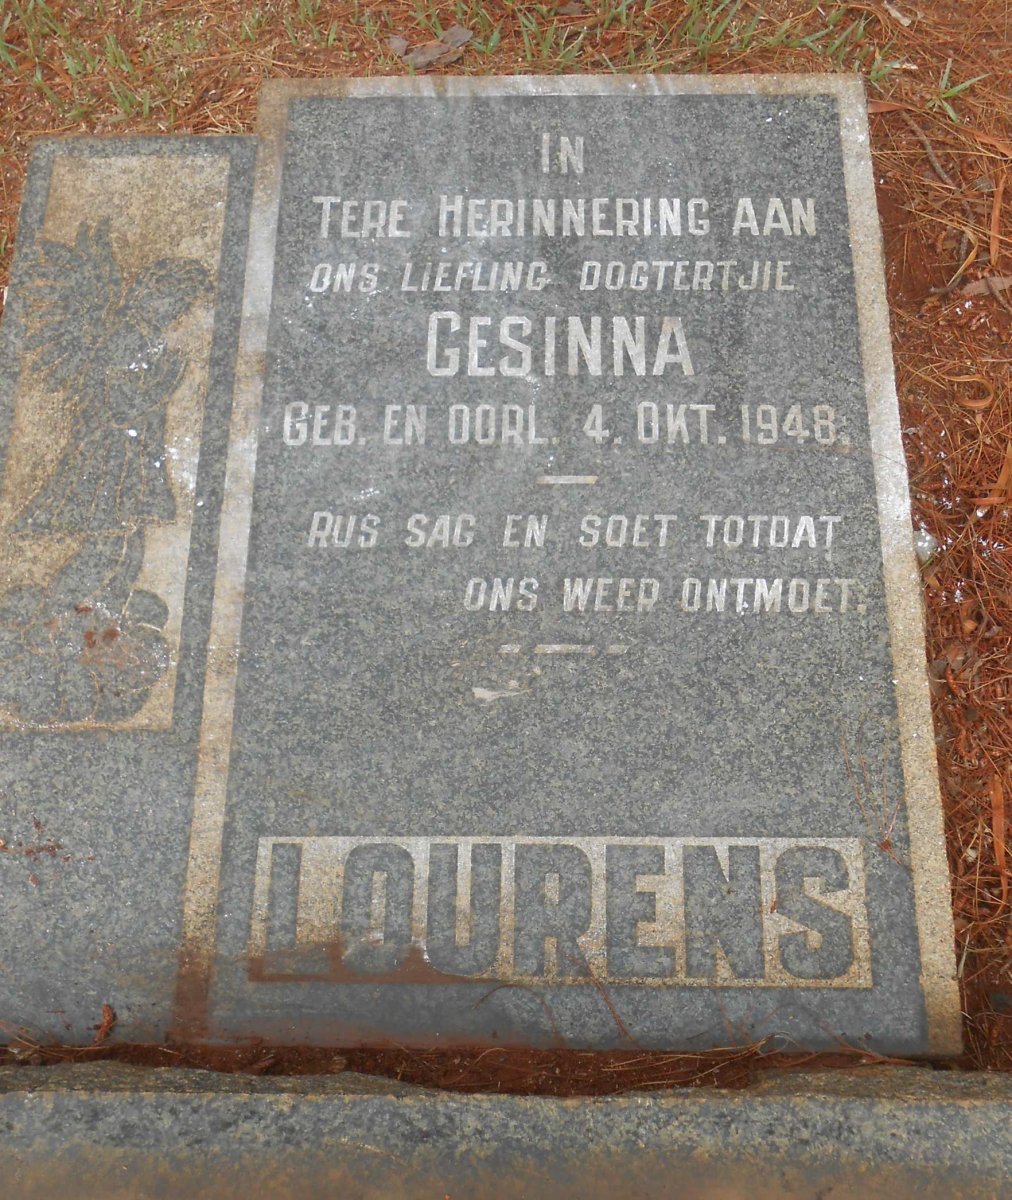 IN
TERE HERINNERING AAN
ONS LIEFLING DOGTERTJIE
GESINNA
GEB. EN OORL. 4. OKT. 1948.
RUS SAG EN SOET TOTDAT
ONS WEER ONTMOET.
LOURENS